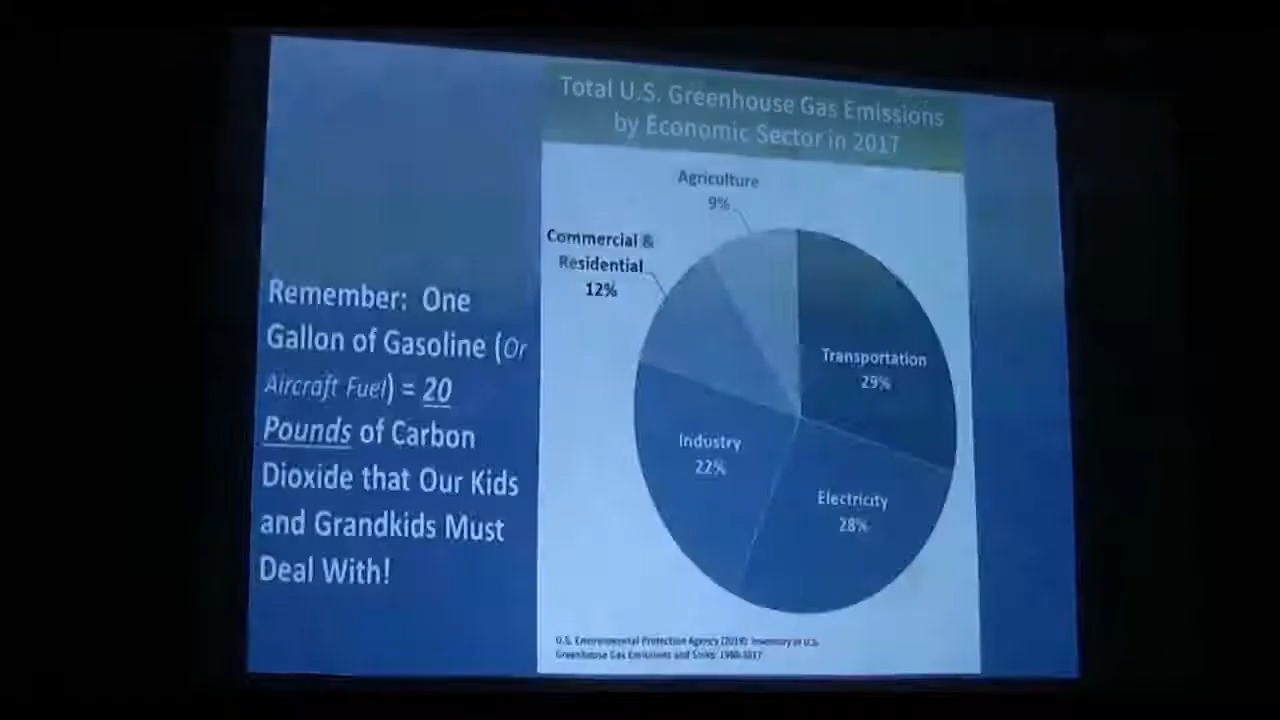 Total U.S. Greenhouse Gas Emissions
by Economic Sector in 2017
Agriculture
9%
Commercial &
Residential
12%
Transportation
29%
Industry
22%
Electricity
28%
Remember: One
Gallon of Gasoline (Or
Aircraft Fuel) = 20
Pounds of Carbon
Dioxide that Our Kids
and Grandkids Must
Deal With!
U.S. Environmental Protection Agency (2019). Inventory of U.S.
Greenhouse Gas Emissions and Sinks: 1990-2017